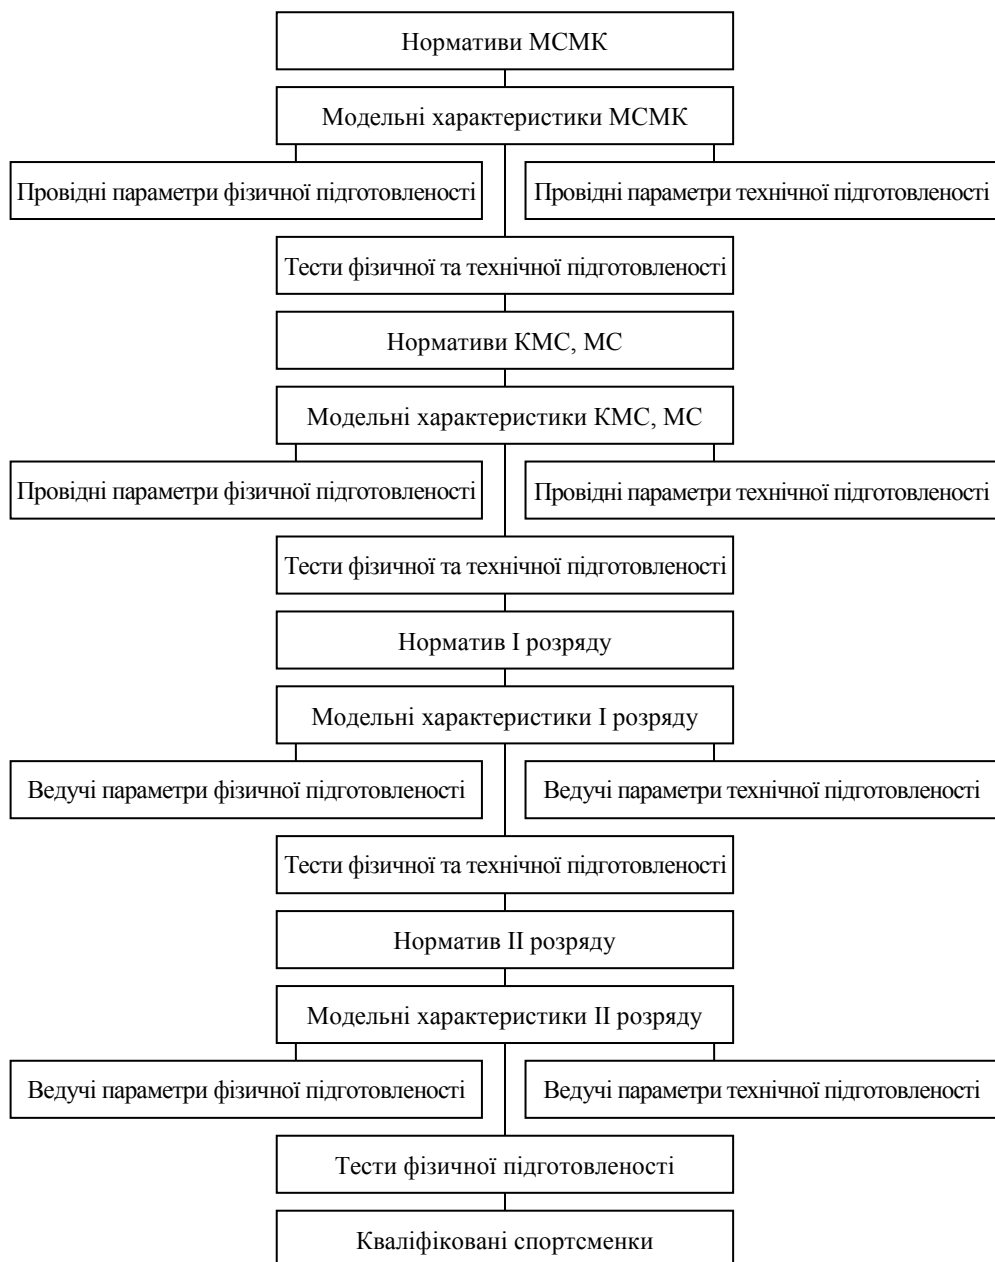 Нормативи МСМК
Модельні характеристики МСМК
Провідні параметри фізичної підготовленості
Провідні параметри технічної підготовленості
Тести фізичної та технічної підготовленості
Нормативи КМС, МС
Модельні характеристики КМС, МС
Провідні параметри фізичної підготовленості
Провідні параметри технічної підготовленості
Тести фізичної та технічної підготовленості
Норматив І розряду
Модельні характеристики І розряду
Ведучі параметри фізичної підготовленості
Ведучі параметри технічної підготовленості
Тести фізичної та технічної підготовленості
Норматив ІІ розряду
Модельні характеристики ІІ розряду
Ведучі параметри фізичної підготовленості
Ведучі параметри технічної підготовленості
Тести фізичної підготовленості
Кваліфіковані спортсменки